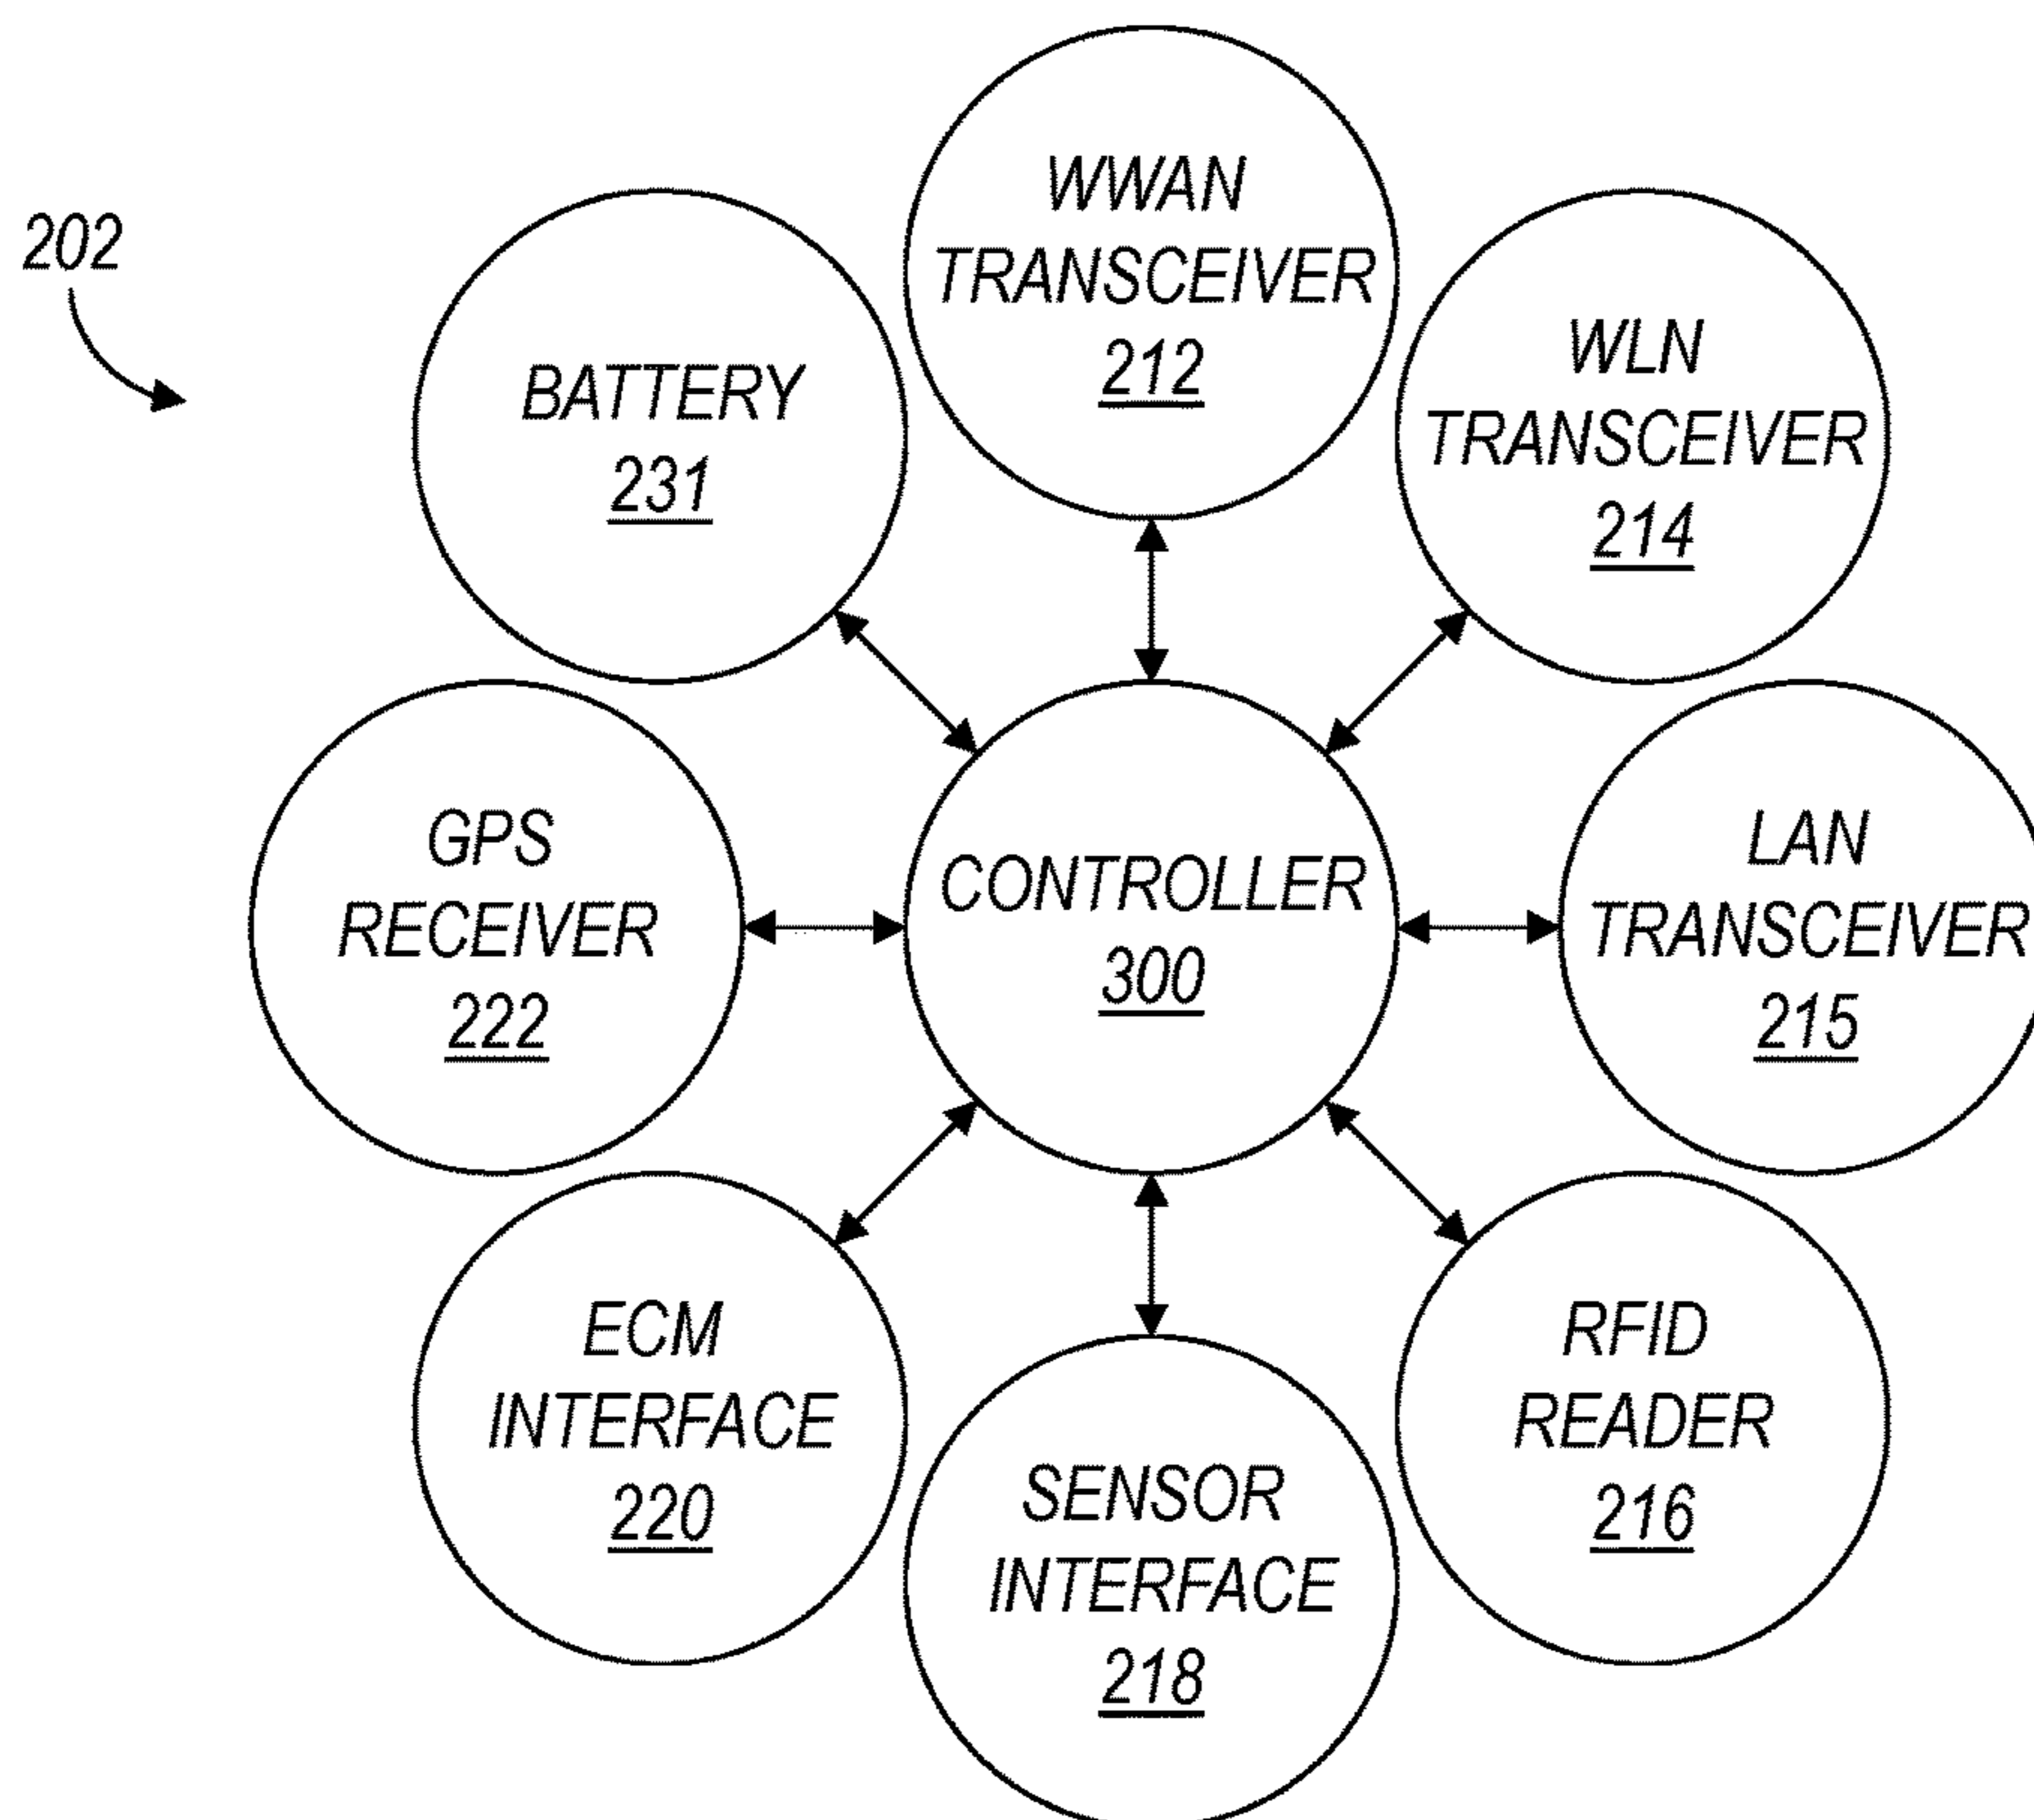 202
WWAN
TRANSCEIVER
212
BATTERY
231
WLN
TRANSCEIVER
214
GPS
RECEIVER
222
CONTROLLER
300
LAN
TRANSCEIVER
215
ECM
INTERFACE
220
SENSOR
INTERFACE
218
RFID
READER
216